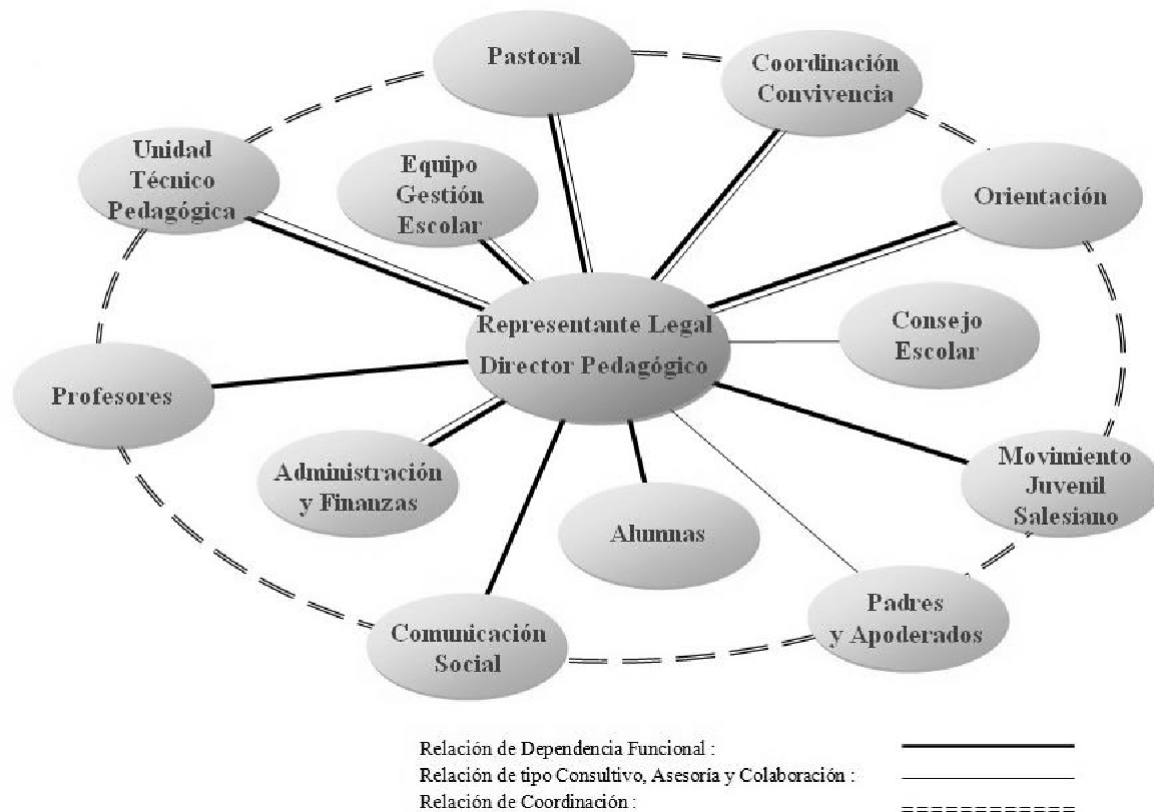 Pastoral
Coordinación
Convivencia
Unidad
Técnico
Pedagógica
Equipo
Gestión
Escolar
Orientación
Representante Legal
Director Pedagógico
Consejo
Escolar
Profesores
Administración
y Finanzas
Alumnas
Movimiento
Juvenil
Salesiano
Comunicación
Social
Padres
y Apoderados
Relación de Dependencia Funcional :
Relación de tipo Consultivo, Asesoría y Colaboración :
Relación de Coordinación :